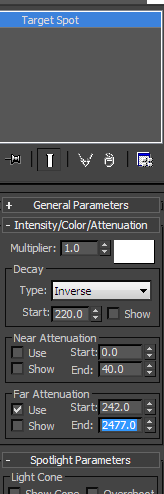 Target Spot
+ General Parameters
- Intensity/Color/Attenuation
Multiplier: 1.0
Decay
Type: Inverse
Start: 220.0 Show
Near Attenuation
Use Start: 0.0
Show End: 40.0
Far Attenuation
Use Start: 242.0
Show End: 2477.0
- Spotlight Parameters
Light Cone
Show Cone Overshoot